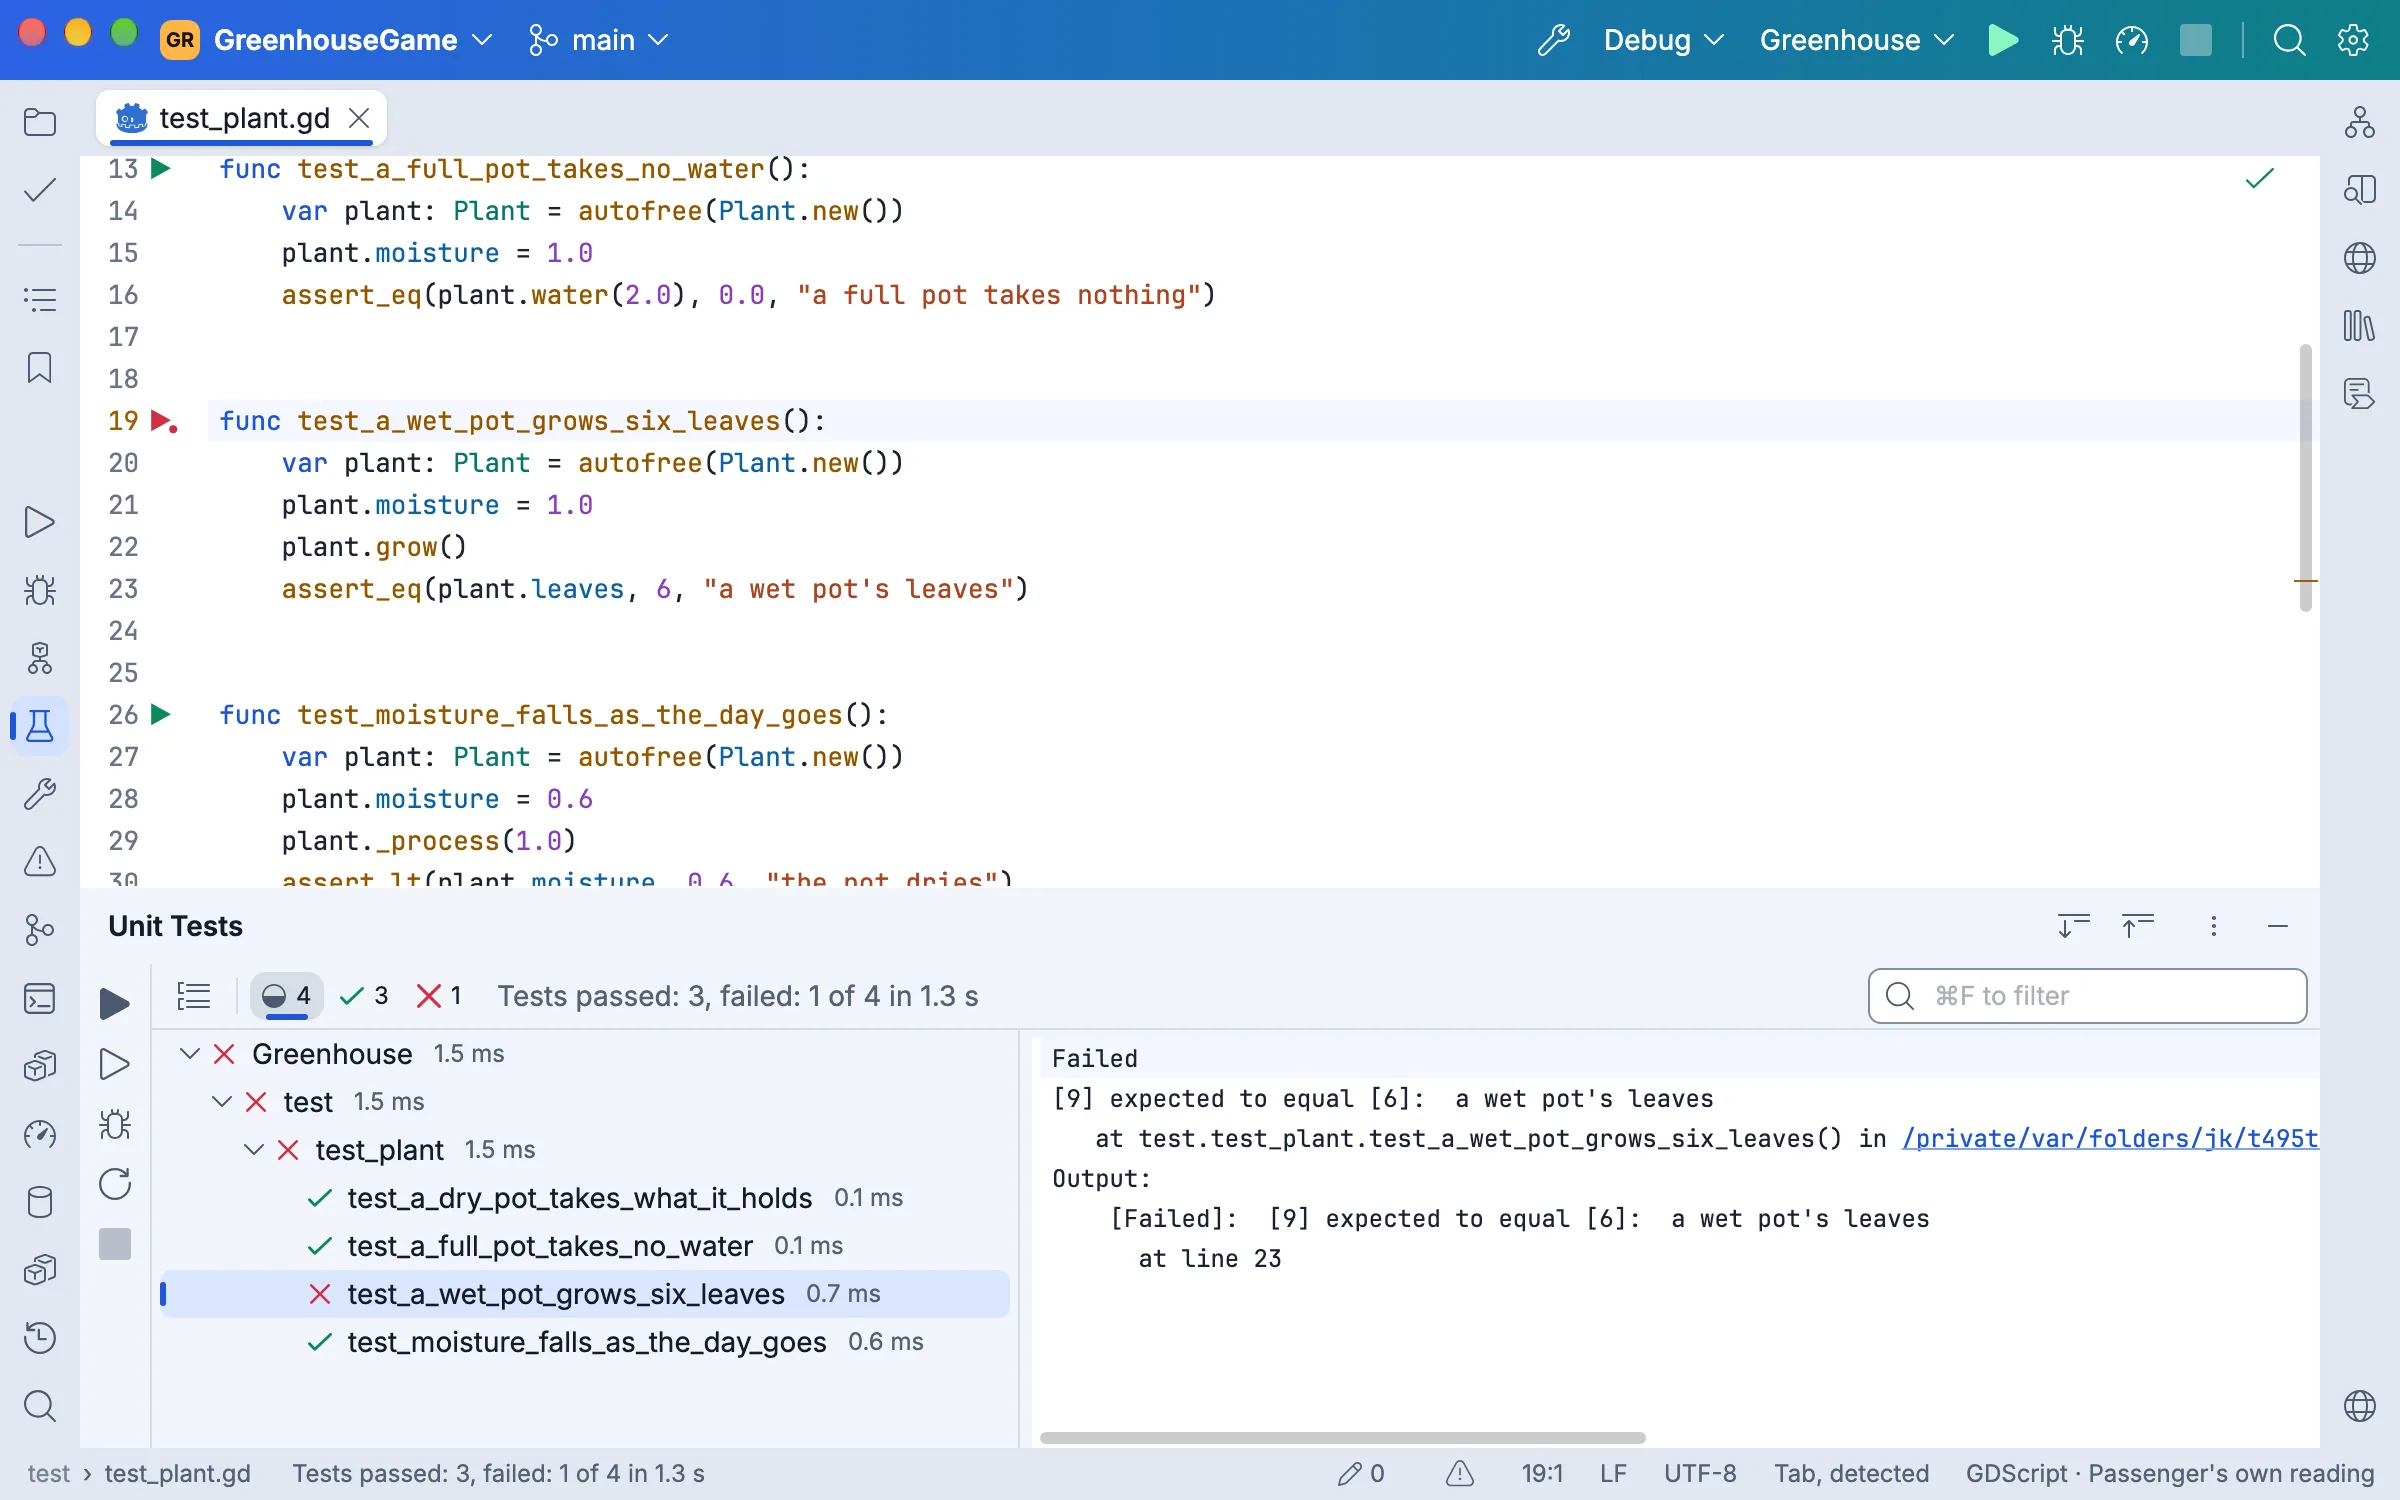 GR GreenhouseGame main Debug Greenhouse
test_plant.gd
13 func test_a_full_pot_takes_no_water():
14 var plant: Plant = autofree(Plant.new())
15 plant.moisture = 1.0
16 assert_eq(plant.water(2.0), 0.0, "a full pot takes nothing")
17
18
19 func test_a_wet_pot_grows_six_leaves():
20 var plant: Plant = autofree(Plant.new())
21 plant.moisture = 1.0
22 plant.grow()
23 assert_eq(plant.leaves, 6, "a wet pot's leaves")
24
25
26 func test_moisture_falls_as_the_day_goes():
27 var plant: Plant = autofree(Plant.new())
28 plant.moisture = 0.6
29 plant._process(1.0)
30 assert_lt(plant.moisture, 0.6, "the pot dries")
Unit Tests
4 3 1 Tests passed: 3, failed: 1 of 4 in 1.3 s
⌘F to filter
Greenhouse 1.5 ms
test 1.5 ms
test_plant 1.5 ms
test_a_dry_pot_takes_what_it_holds 0.1 ms
test_a_full_pot_takes_no_water 0.1 ms
test_a_wet_pot_grows_six_leaves 0.7 ms
test_moisture_falls_as_the_day_goes 0.6 ms
Failed
[9] expected to equal [6]: a wet pot's leaves
at test.test_plant.test_a_wet_pot_grows_six_leaves() in /private/var/folders/jk/t495t
Output:
[Failed]: [9] expected to equal [6]: a wet pot's leaves
at line 23
test › test_plant.gd Tests passed: 3, failed: 1 of 4 in 1.3 s 0 19:1 LF UTF-8 Tab, detected GDScript · Passenger's own reading